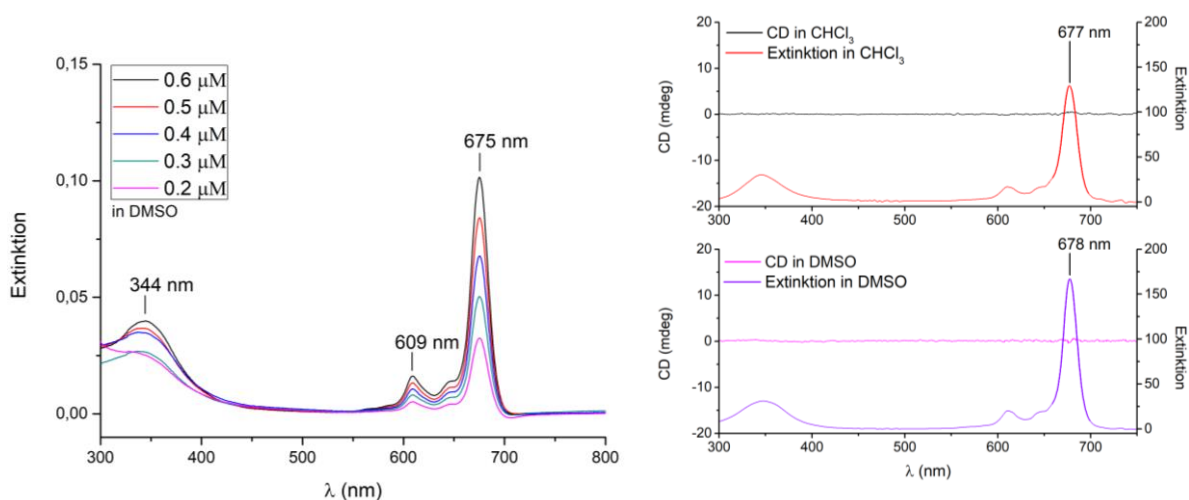 0,15
0,10
0,05
0,00
Extinktion
0.6 μM
0.5 μM
0.4 μM
0.3 μM
0.2 μM
in DMSO
344 nm
609 nm
675 nm
300 400 500 600 700 800
λ (nm)
20
10
0
-10
-20
CD (mdeg)
CD in CHCl₃
Extinktion in CHCl₃
677 nm
200
150
100
50
0
Extinktion
300 400 500 600 700
20
10
0
-10
-20
CD (mdeg)
CD in DMSO
Extinktion in DMSO
678 nm
200
150
100
50
0
Extinktion
300 400 500 600 700
λ (nm)